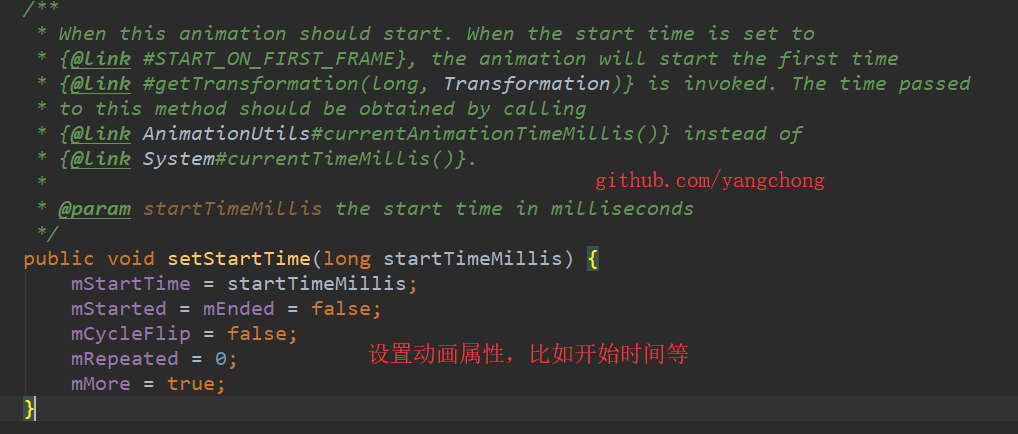 /**
 * When this animation should start. When the start time is set to
 * {@link #START_ON_FIRST_FRAME}, the animation will start the first time
 * {@link #getTransformation(long, Transformation)} is invoked. The time passed
 * to this method should be obtained by calling
 * {@link AnimationUtils#currentAnimationTimeMillis()} instead of
 * {@link System#currentTimeMillis()}.
 *
github.com/yangchong
 * @param startTimeMillis the start time in milliseconds
 */
public void setStartTime(long startTimeMillis) {
    mStartTime = startTimeMillis;
    mStarted = mEnded = false;
    mCycleFlip = false;
设置动画属性，比如开始时间等
    mRepeated = 0;
    mMore = true;
}